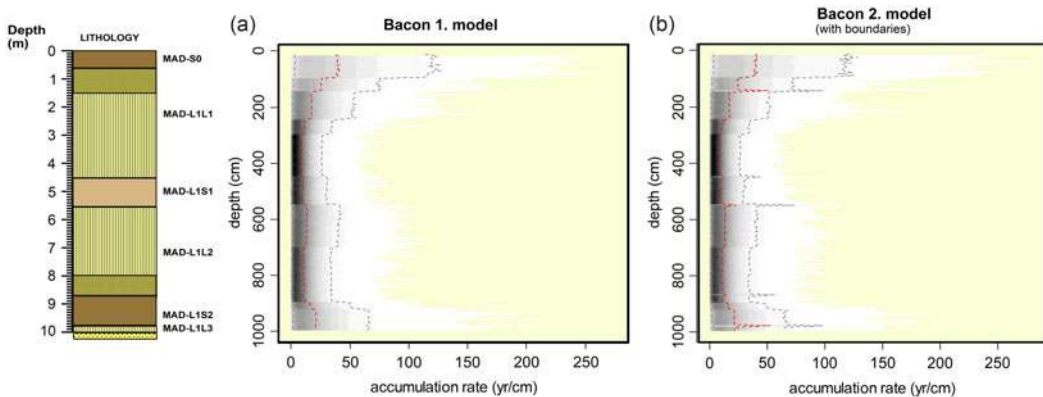 Depth
(m)
LITHOLOGY
0
1
2
3
4
5
6
7
8
9
10
MAD-S0
MAD-L1L1
MAD-L1S1
MAD-L1L2
MAD-L1S2
MAD-L1L3
(a)
Bacon 1. model
depth (cm)
0
200
400
600
800
1000
0
50
100
150
200
250
accumulation rate (yr/cm)
(b)
Bacon 2. model
(with boundaries)
depth (cm)
0
200
400
600
800
1000
0
50
100
150
200
250
accumulation rate (yr/cm)